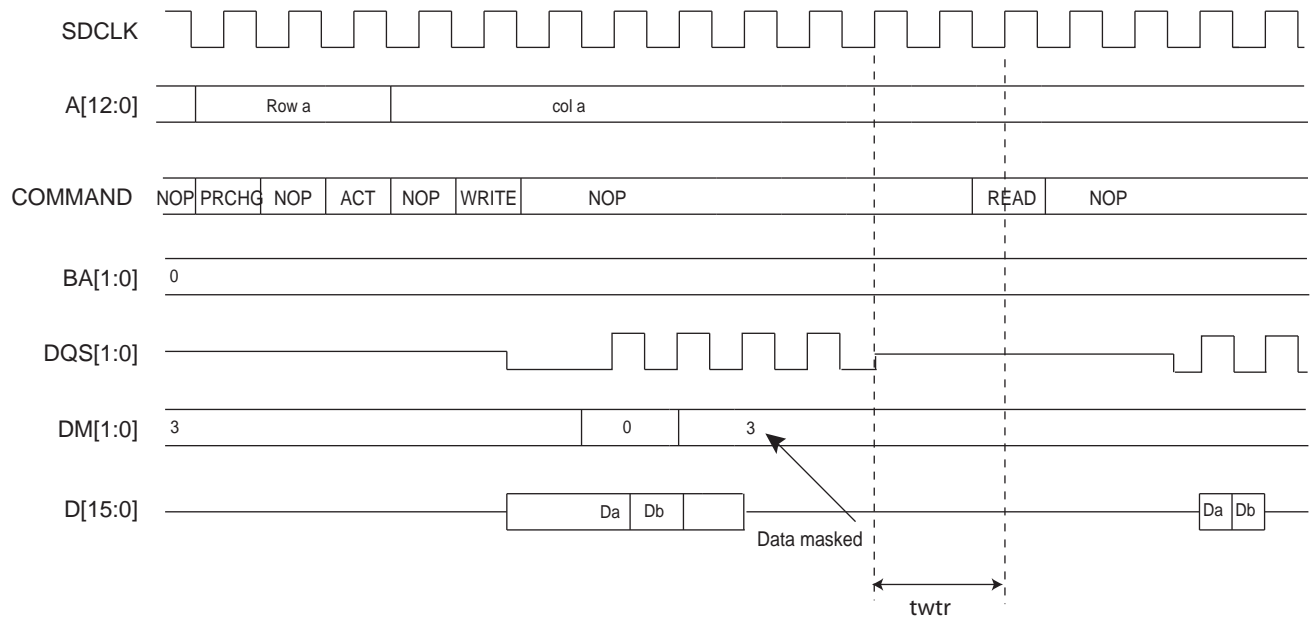 SDCLK
A[12:0] Row a col a
COMMAND NOP PRCHG NOP ACT NOP WRITE NOP READ NOP
BA[1:0] 0
DQS[1:0]
DM[1:0] 3 0 3
D[15:0] Da Db Da Db
Data masked
twtr